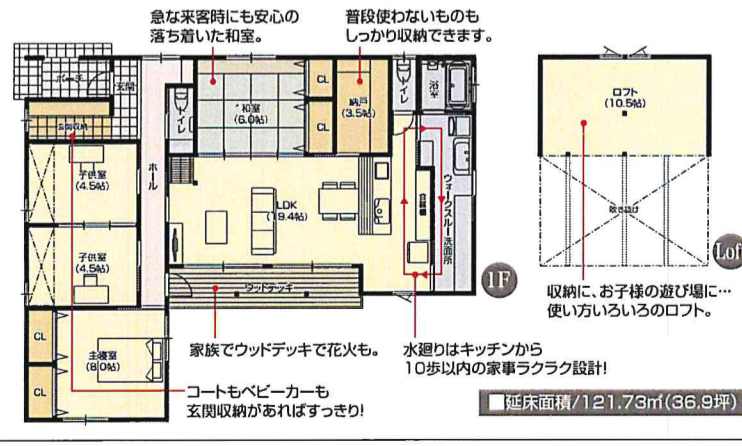 急な来客時にも安心の
落ち着いた和室。
普段使わないものも
しっかり収納できます。
ポーチ
玄関
玄関収納
トイレ
和室
(6.0帖)
CL
CL
納戸
(3.5帖)
トイレ
浴室
ロフト
(10.5帖)
子供室
(4.5帖)
ホール
LDK
(19.4帖)
ウォークスルー洗面所
吹き抜け
子供室
(4.5帖)
1F
Loft
ウッドデッキ
収納に、お子様の遊び場に…
使い方いろいろのロフト。
CL
主寝室
(8.0帖)
CL
家族でウッドデッキで花火も。
水廻りはキッチンから
10歩以内の家事ラクラク設計!
コートもベビーカーも
玄関収納があればすっきり!
■延床面積/121.73㎡(36.9坪)